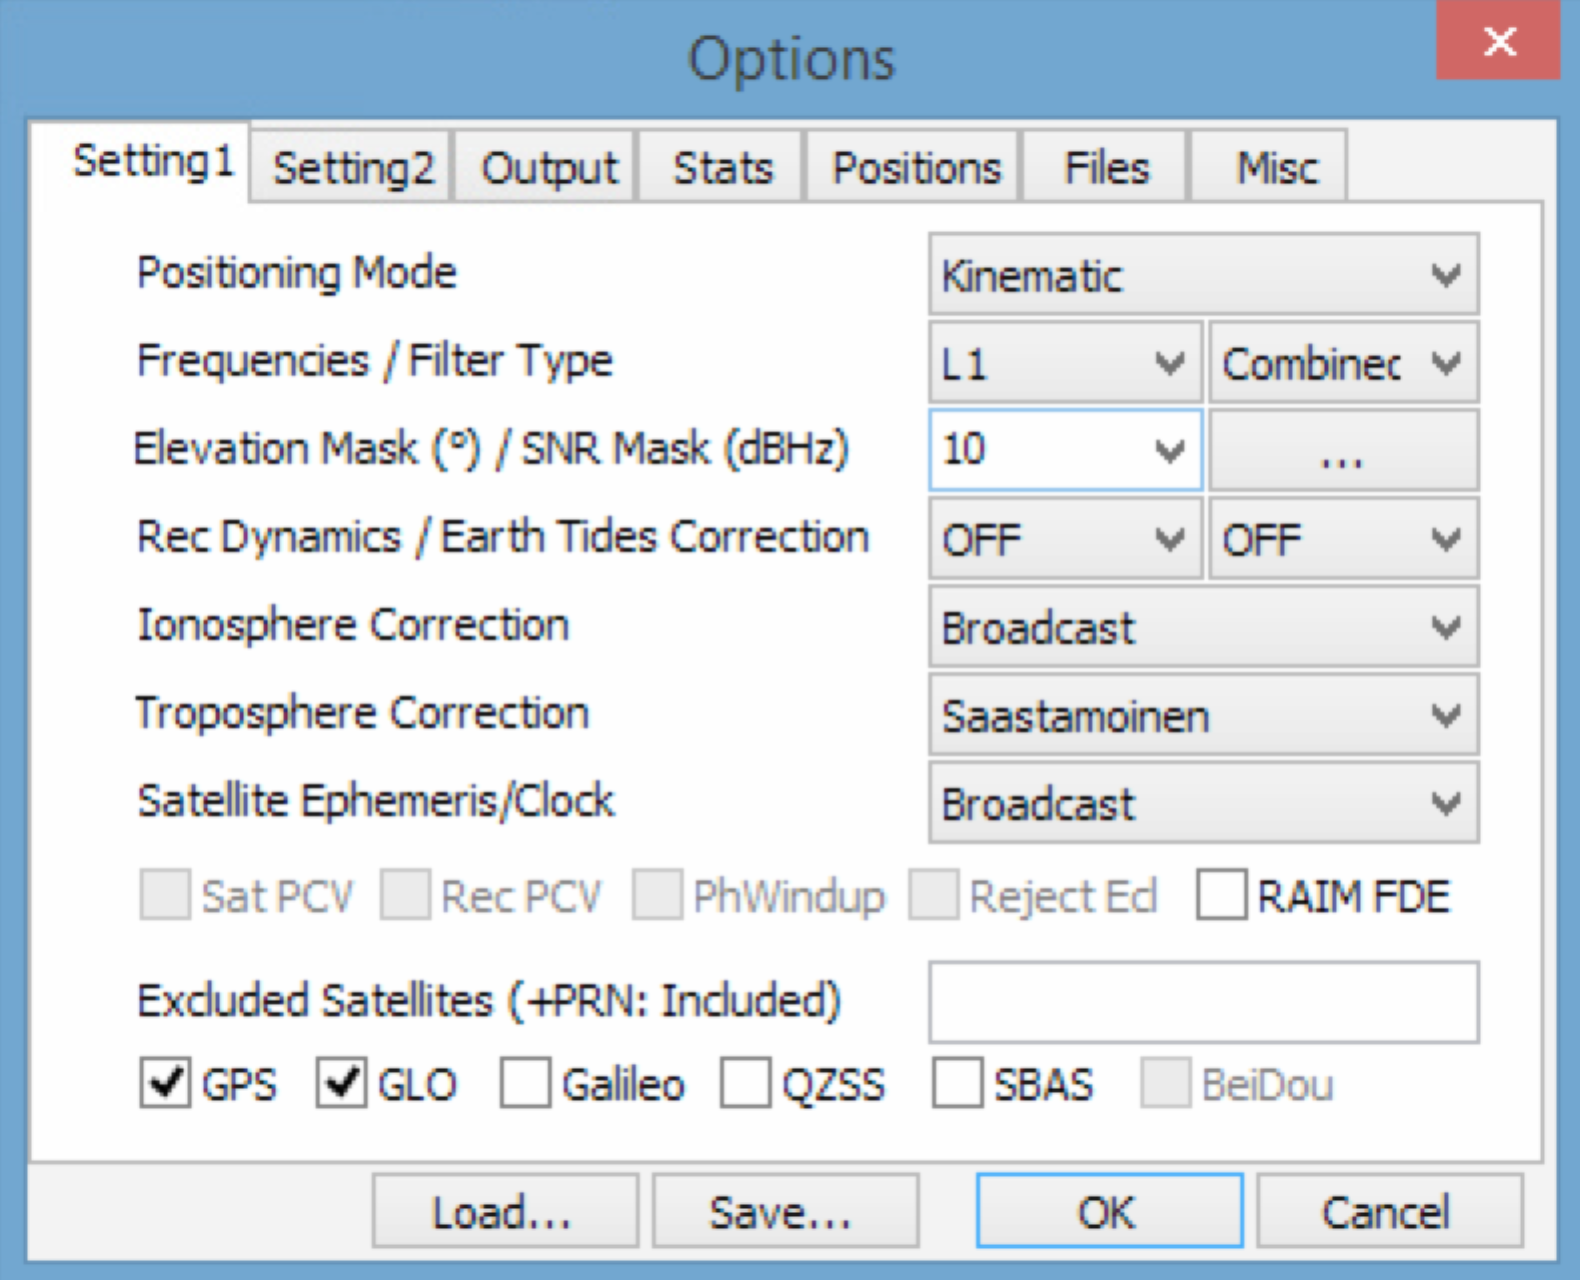 Options
Setting1 Setting2 Output Stats Positions Files Misc
Positioning Mode Kinematic
Frequencies / Filter Type L1 Combinec
Elevation Mask (°) / SNR Mask (dBHz) 10 ...
Rec Dynamics / Earth Tides Correction OFF OFF
Ionosphere Correction Broadcast
Troposphere Correction Saastamoinen
Satellite Ephemeris/Clock Broadcast
Sat PCV Rec PCV PhWindup Reject Ecl RAIM FDE
Excluded Satellites (+PRN: Included)
GPS GLO Galileo QZSS SBAS BeiDou
Load... Save... OK Cancel